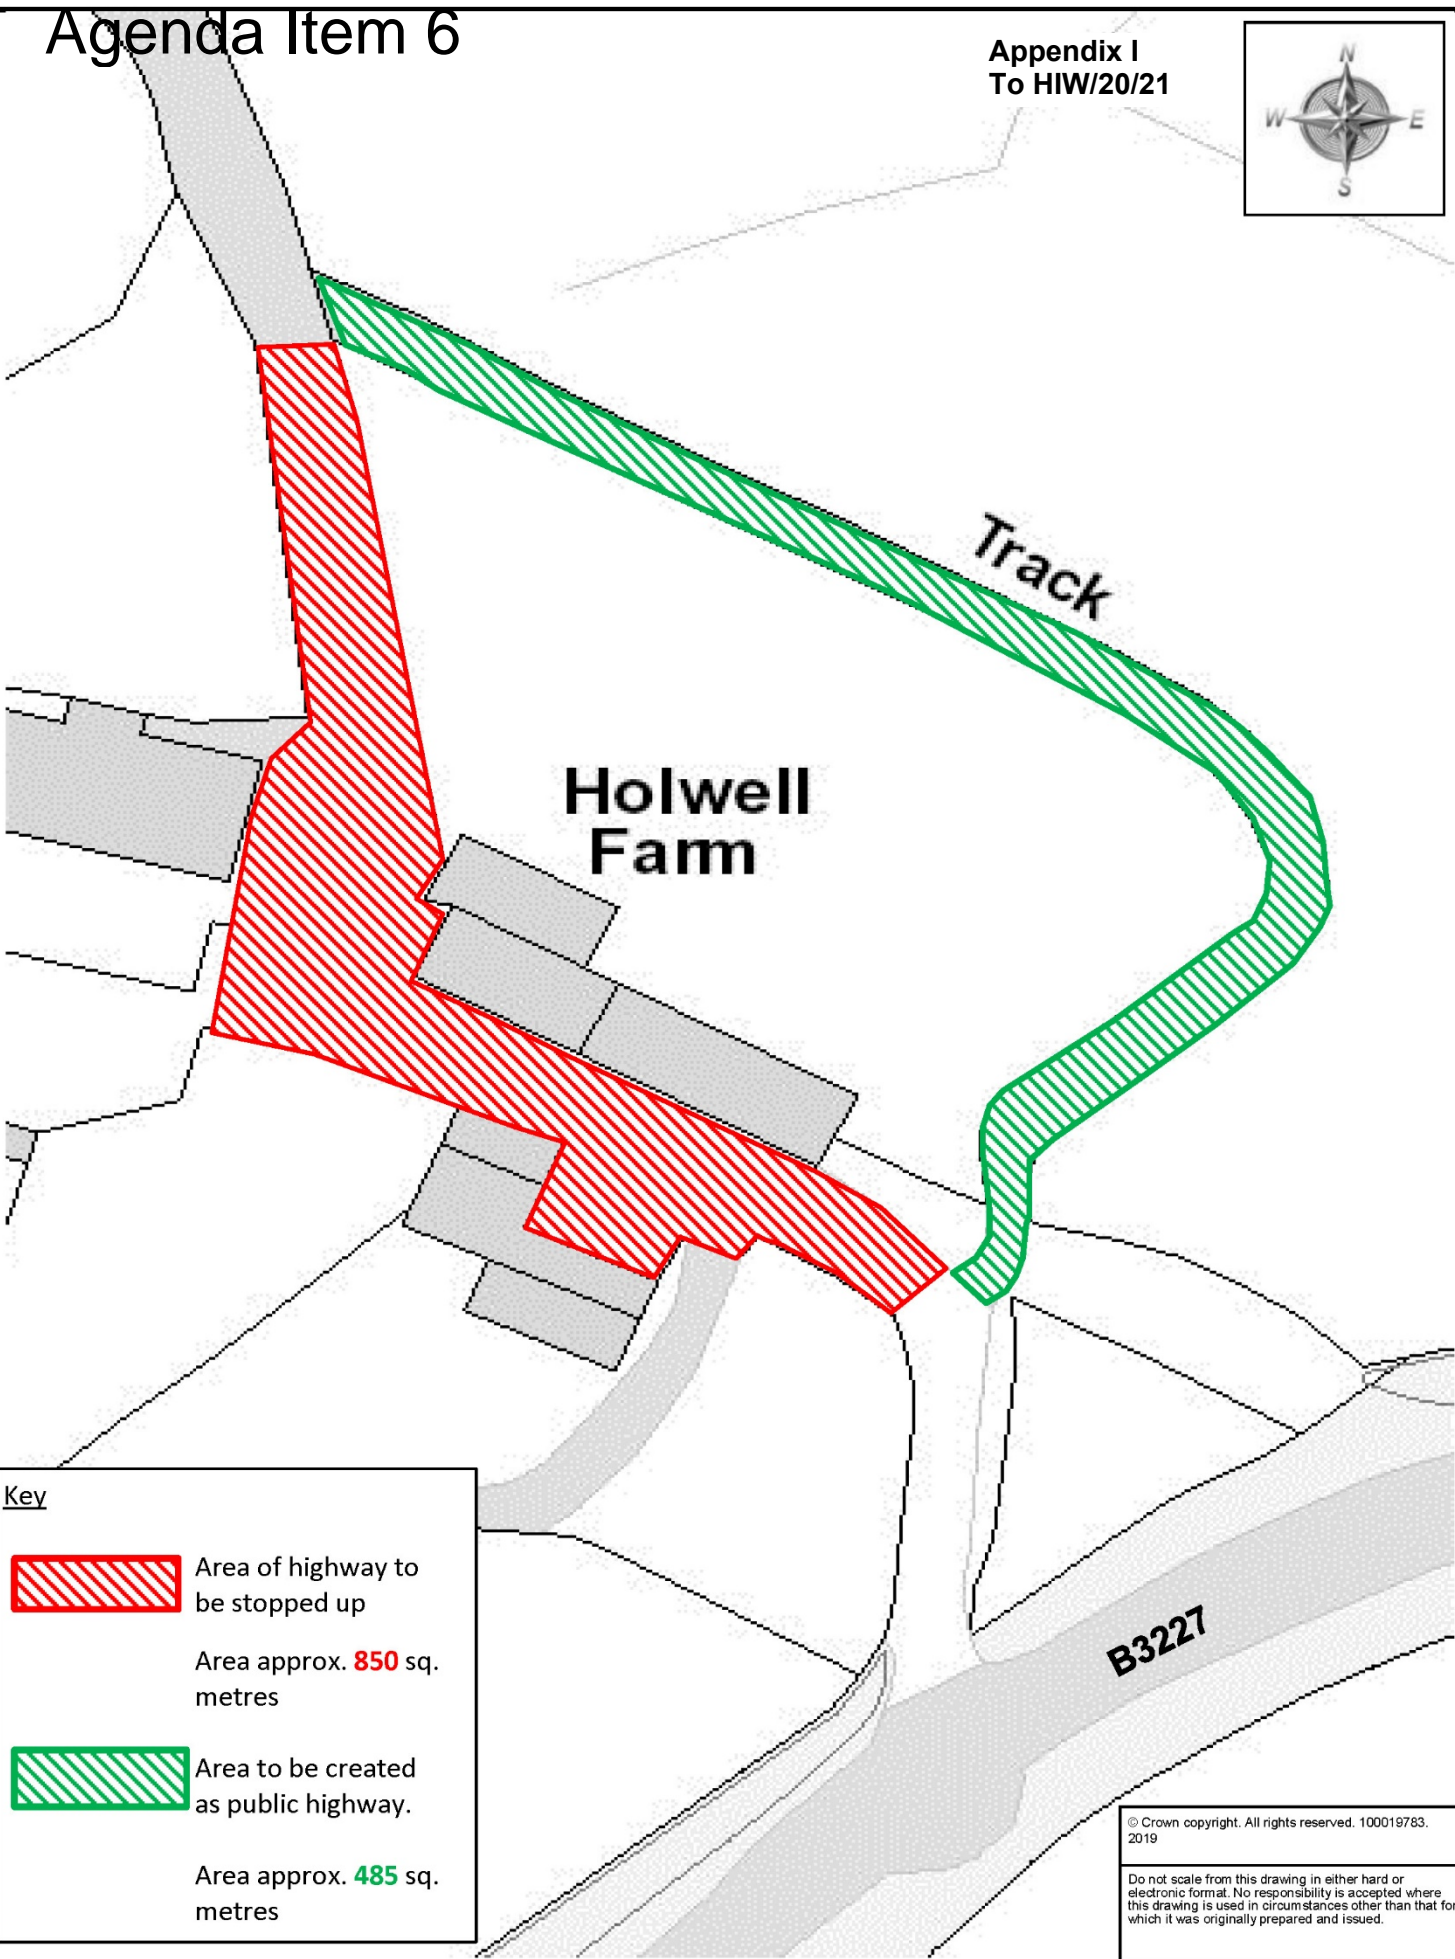 Agenda Item 6
Appendix I
To HIW/20/21
N
W
E
S
Track
Holwell
Farm
B3227
Key
Area of highway to
be stopped up
Area approx. 850 sq.
metres
Area to be created
as public highway.
Area approx. 485 sq.
metres
© Crown copyright. All rights reserved. 100019783.
2019
Do not scale from this drawing in either hard or
electronic format. No responsibility is accepted where
this drawing is used in circumstances other than that for
which it was originally prepared and issued.